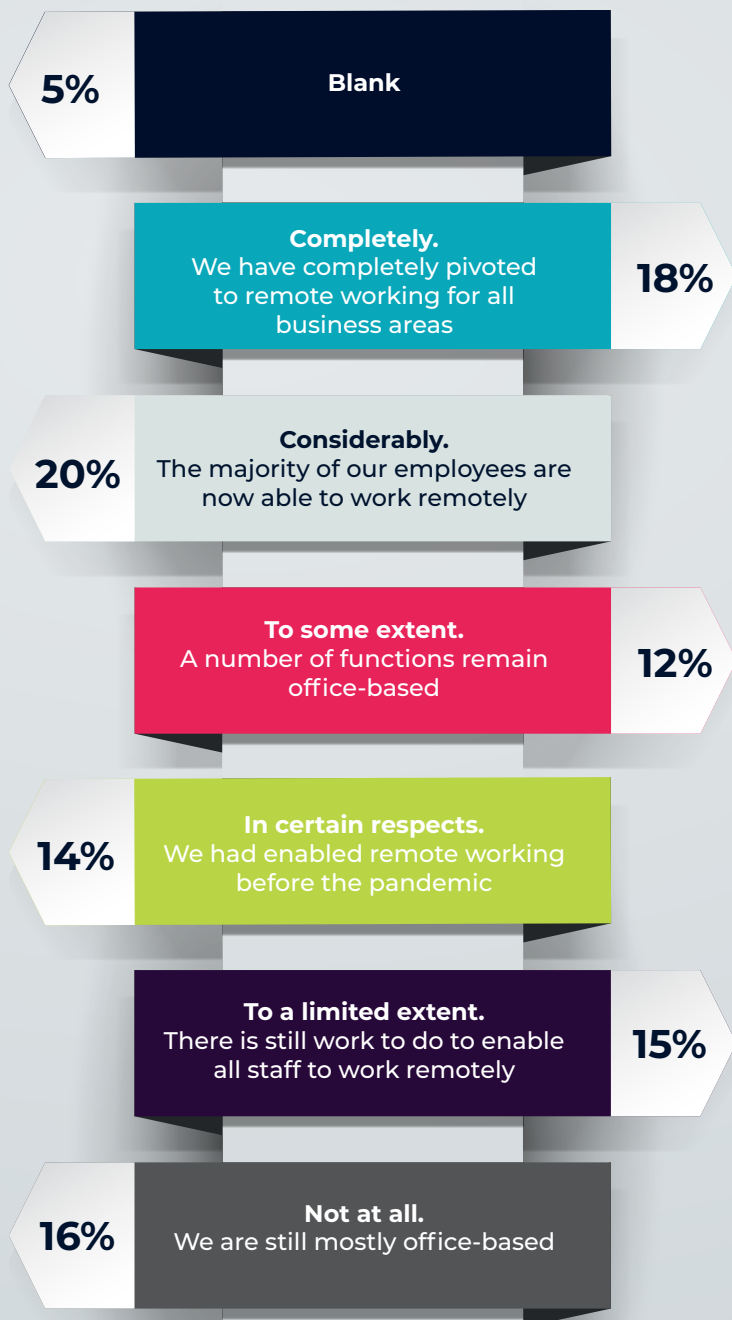 5%
Blank
Completely.
We have completely pivoted
to remote working for all
business areas
18%
Considerably.
20%
The majority of our employees are
now able to work remotely
To some extent.
A number of functions remain
office-based
12%
In certain respects.
14%
We had enabled remote working
before the pandemic
To a limited extent.
There is still work to do to enable
all staff to work remotely
15%
Not at all.
16%
We are still mostly office-based